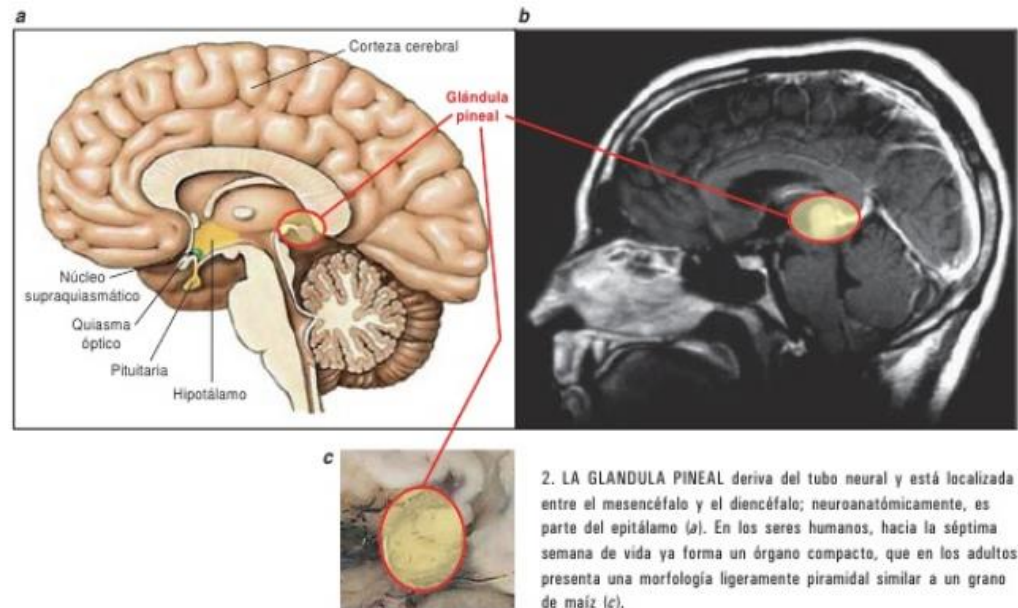 a
b
Corteza cerebral
Glándula
pineal
Núcleo
supraquiasmático
Quiasma
óptico
Pituitaria
Hipotálamo
c
2. LA GLANDULA PINEAL deriva del tubo neural y está localizada
entre el mesencéfalo y el diencéfalo; neuroanatómicamente, es
parte del epitálamo (a). En los seres humanos, hacia la séptima
semana de vida ya forma un órgano compacto, que en los adultos
presenta una morfología ligeramente piramidal similar a un grano
de maíz (c).